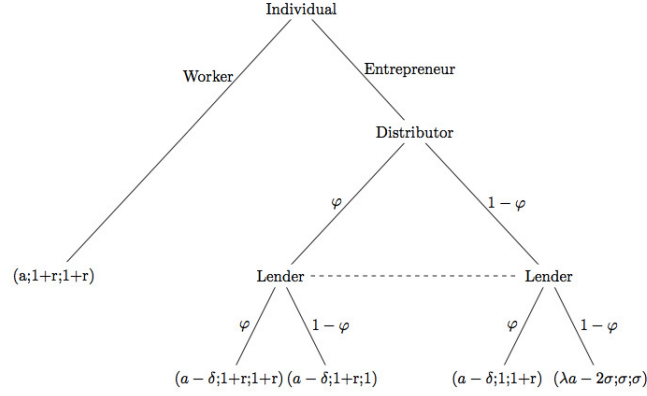 Individual
Worker
Entrepreneur
Distributor
φ
1−φ
(a;1+r;1+r)
Lender
Lender
φ
1−φ
φ
1−φ
(a − δ;1+r;1+r)
(a − δ;1+r;1)
(a − δ;1;1+r)
(λa − 2σ;σ;σ)